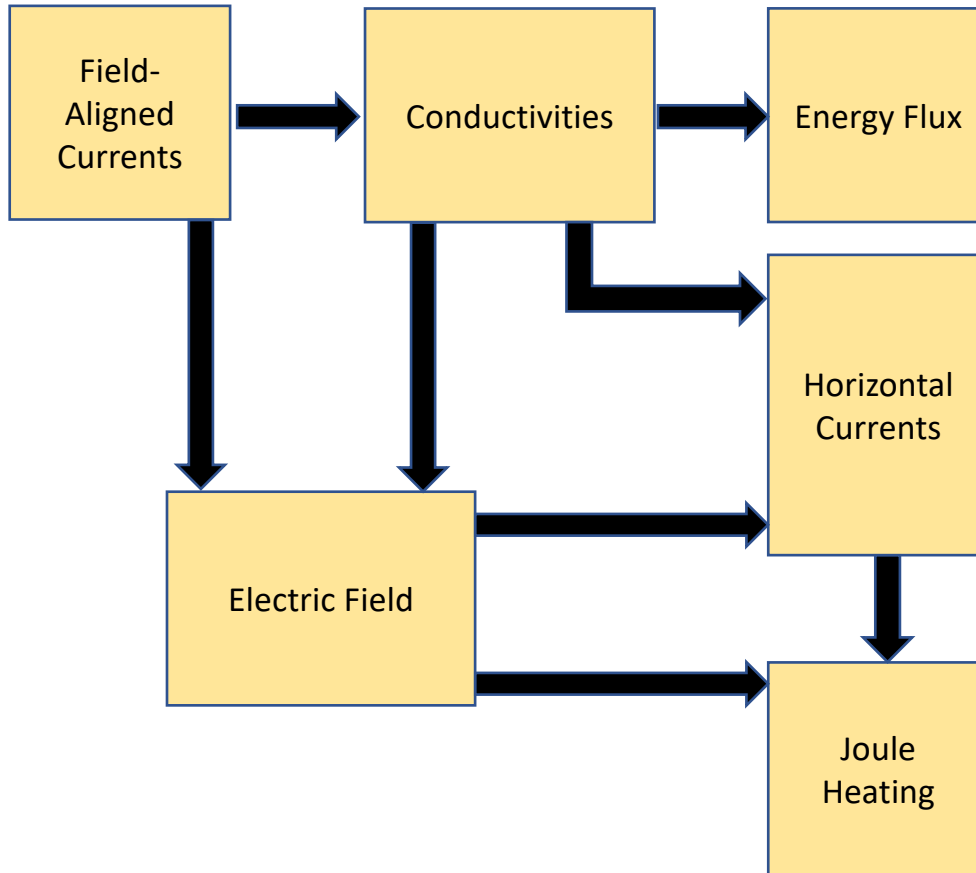 Field-
Aligned
Currents
Conductivities
Energy Flux
Horizontal
Currents
Electric Field
Joule
Heating